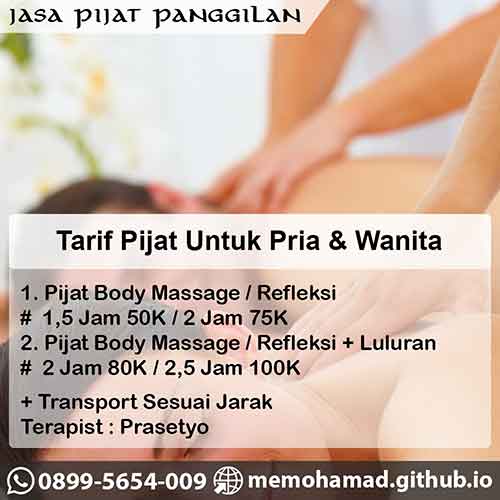 JASA PIJAT PANGGILAN
Tarif Pijat Untuk Pria & Wanita
1. Pijat Body Massage / Refleksi
# 1,5 Jam 50K / 2 Jam 75K
2. Pijat Body Massage / Refleksi + Luluran
# 2 Jam 80K / 2,5 Jam 100K
+ Transport Sesuai Jarak
Terapist : Prasetyo
0899-5654-009 memohamad.github.io